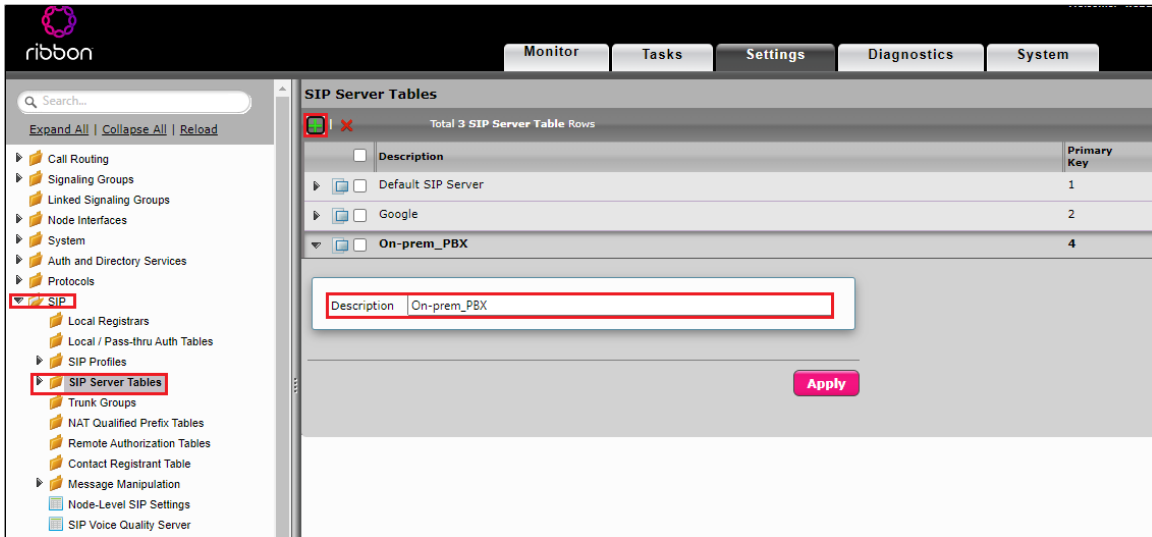 ribbon
Monitor
Tasks
Settings
Diagnostics
System
Search...
Expand All | Collapse All | Reload
Call Routing
Signaling Groups
Linked Signaling Groups
Node Interfaces
System
Auth and Directory Services
Protocols
SIP
Local Registrars
Local / Pass-thru Auth Tables
SIP Profiles
SIP Server Tables
Trunk Groups
NAT Qualified Prefix Tables
Remote Authorization Tables
Contact Registrant Table
Message Manipulation
Node-Level SIP Settings
SIP Voice Quality Server
SIP Server Tables
Total 3 SIP Server Table Rows
Description
Primary
Key
Default SIP Server
1
Google
2
On-prem_PBX
4
Description On-prem_PBX
Apply